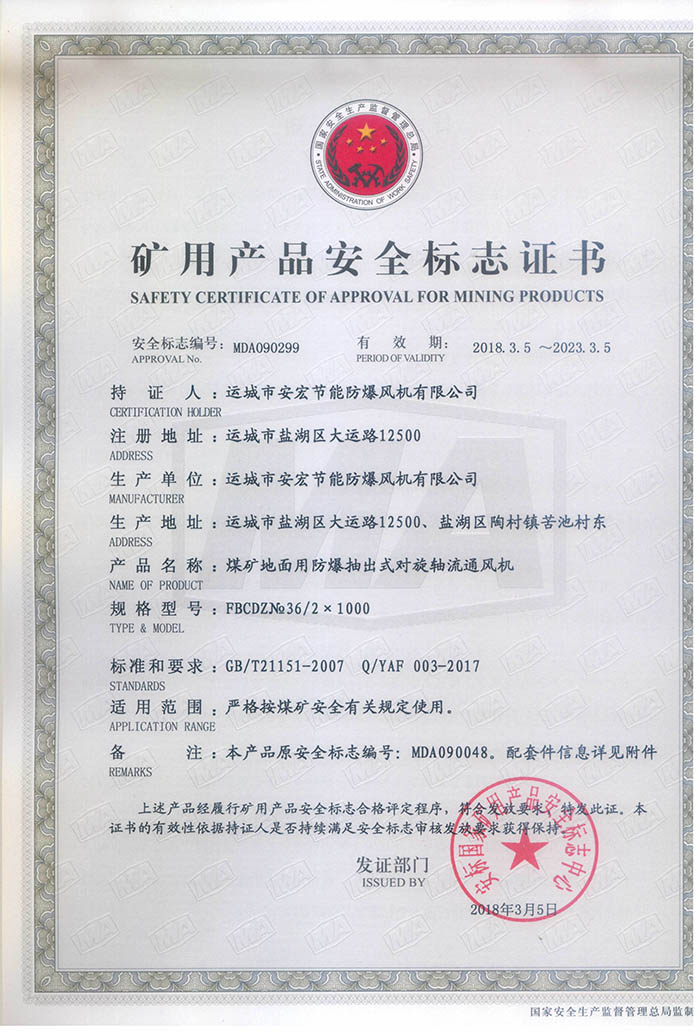 国家安全生产监督管理总局
STATE ADMINISTRATION OF WORK SAFETY
矿用产品安全标志证书
SAFETY CERTIFICATE OF APPROVAL FOR MINING PRODUCTS
安全标志编号: MDA090299 有效期: 2018.3.5 ~2023.3.5
APPROVAL No. PERIOD OF VALIDITY
持证人:运城市安宏节能防爆风机有限公司
CERTIFICATION HOLDER
注册地址:运城市盐湖区大运路12500
ADDRESS
生产单位:运城市安宏节能防爆风机有限公司
MANUFACTURER
生产地址:运城市盐湖区大运路12500、盐湖区陶村镇苦池村东
ADDRESS
产品名称:煤矿地面用防爆抽出式对旋轴流通风机
NAME OF PRODUCT
规格型号:FBCDZ№36/2×1000
TYPE & MODEL
标准和要求:GB/T21151-2007 Q/YAF 003-2017
STANDARDS
适用范围:严格按煤矿安全有关规定使用。
APPLICATION RANGE
备注:本产品原安全标志编号:MDA090048。配套件信息详见附件
REMARKS
上述产品经履行矿用产品安全标志合格评定程序,符合发放要求,特发此证。本
证书的有效性依据持证人是否持续满足安全标志审核发放要求获得保持。
发证部门
ISSUED BY
安标国家矿用产品安全标志中心
2018年3月5日
国家安全生产监督管理总局监制
MA